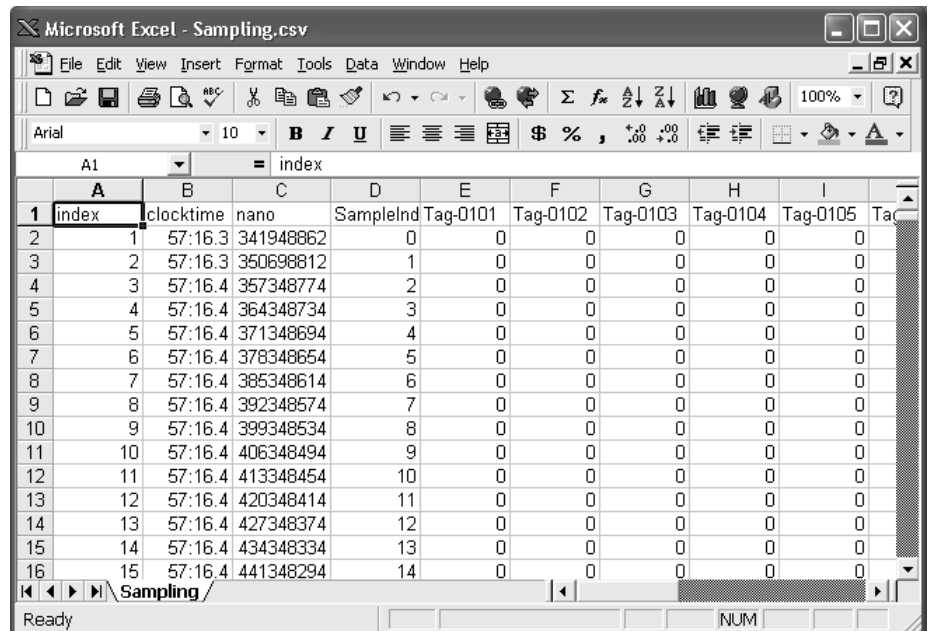 Microsoft Excel - Sampling.csv
File Edit View Insert Format Tools Data Window Help
ABC Σ fx 100%
Arial 10 B I U $ % , A
A1 = index
A B C D E F G H I
1 index clocktime nano SampleInd Tag-0101 Tag-0102 Tag-0103 Tag-0104 Tag-0105 Tag
2 1 57:16.3 341948862 0 0 0 0 0 0
3 2 57:16.3 350698812 1 0 0 0 0 0
4 3 57:16.4 357348774 2 0 0 0 0 0
5 4 57:16.4 364348734 3 0 0 0 0 0
6 5 57:16.4 371348694 4 0 0 0 0 0
7 6 57:16.4 378348654 5 0 0 0 0 0
8 7 57:16.4 385348614 6 0 0 0 0 0
9 8 57:16.4 392348574 7 0 0 0 0 0
10 9 57:16.4 399348534 8 0 0 0 0 0
11 10 57:16.4 406348494 9 0 0 0 0 0
12 11 57:16.4 413348454 10 0 0 0 0 0
13 12 57:16.4 420348414 11 0 0 0 0 0
14 13 57:16.4 427348374 12 0 0 0 0 0
15 14 57:16.4 434348334 13 0 0 0 0 0
16 15 57:16.4 441348294 14 0 0 0 0 0
Sampling
Ready NUM